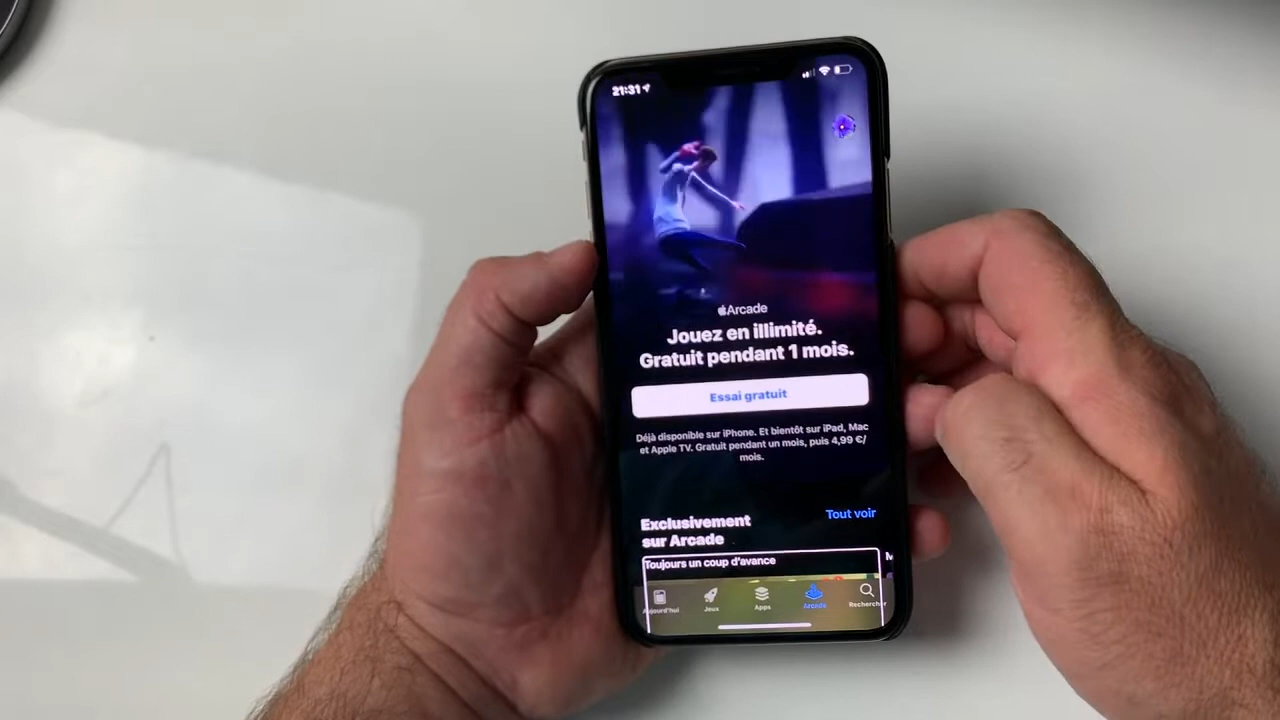 21:31
Arcade
Jouez en illimité.
Gratuit pendant 1 mois.
Essai gratuit
Déjà disponible sur iPhone. Et bientôt sur iPad, Mac
et Apple TV. Gratuit pendant un mois, puis 4,99 €/
mois.
Exclusivement
sur Arcade
Tout voir
Toujours un coup d'avance
Aujourd'hui
Jeux
Apps
Arcade
Rechercher